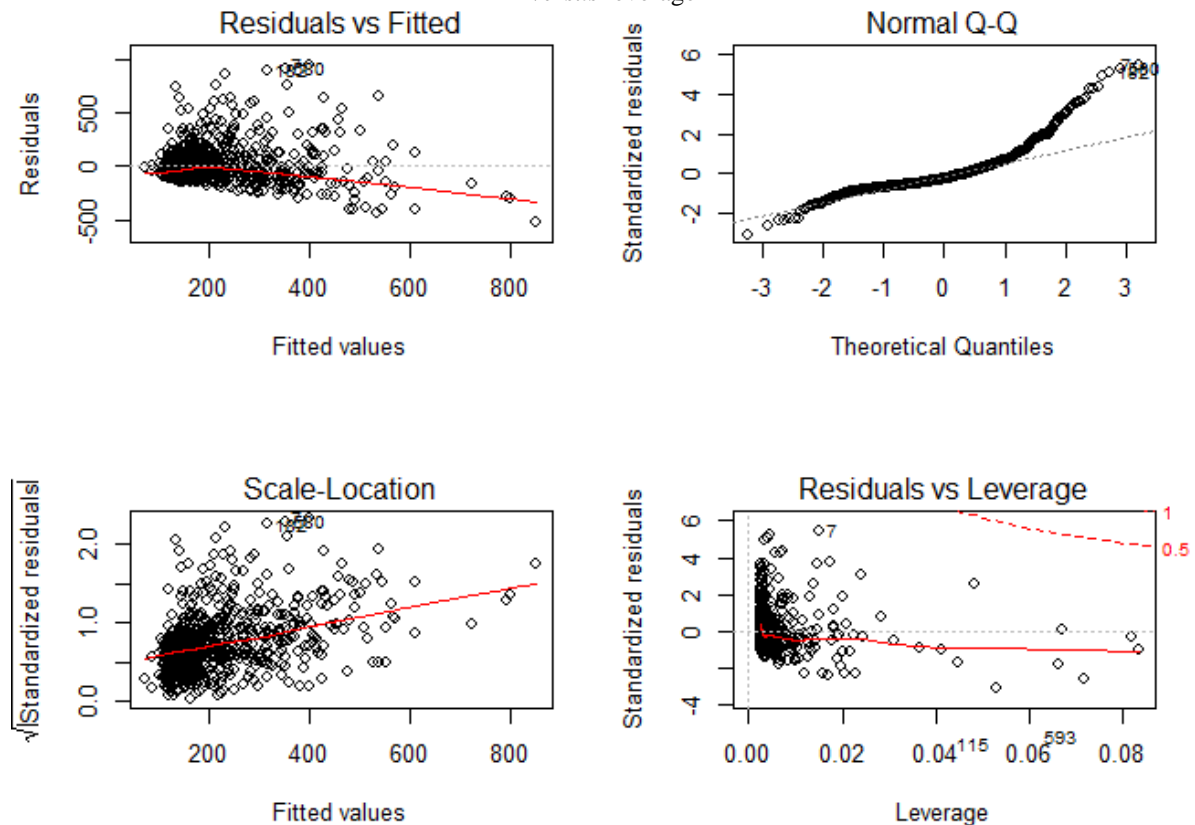 Residuals vs Fitted
Residuals
500
0
-500
200 400 600 800
Fitted values
Normal Q-Q
Standardized residuals
6
4
2
0
-2
-3 -2 -1 0 1 2 3
Theoretical Quantiles
Scale-Location
√|Standardized residuals|
2.0
1.0
0.0
200 400 600 800
Fitted values
Residuals vs Leverage
Standardized residuals
6
4
2
0
-4
7
1
0.5
0.00 0.02 0.04 0.06 0.08
115 593
Leverage